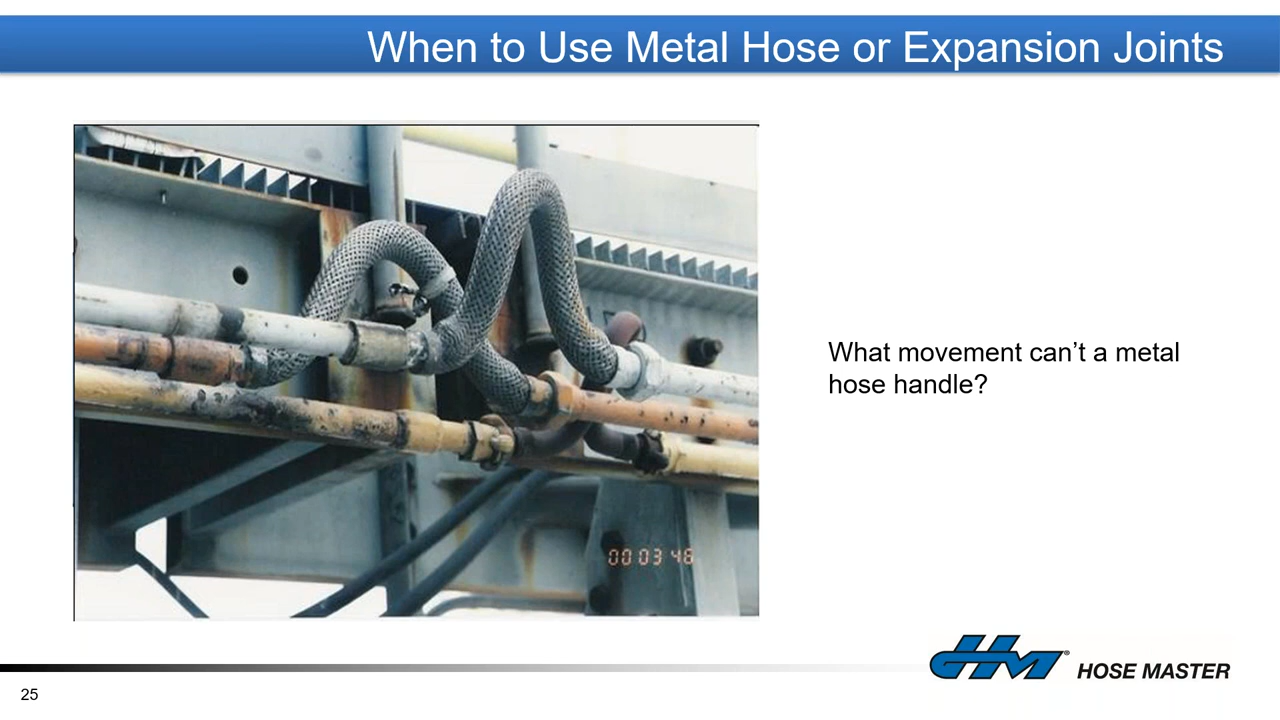 When to Use Metal Hose or Expansion Joints
What movement can’t a metal
hose handle?
00 03 48
HM® HOSE MASTER
25